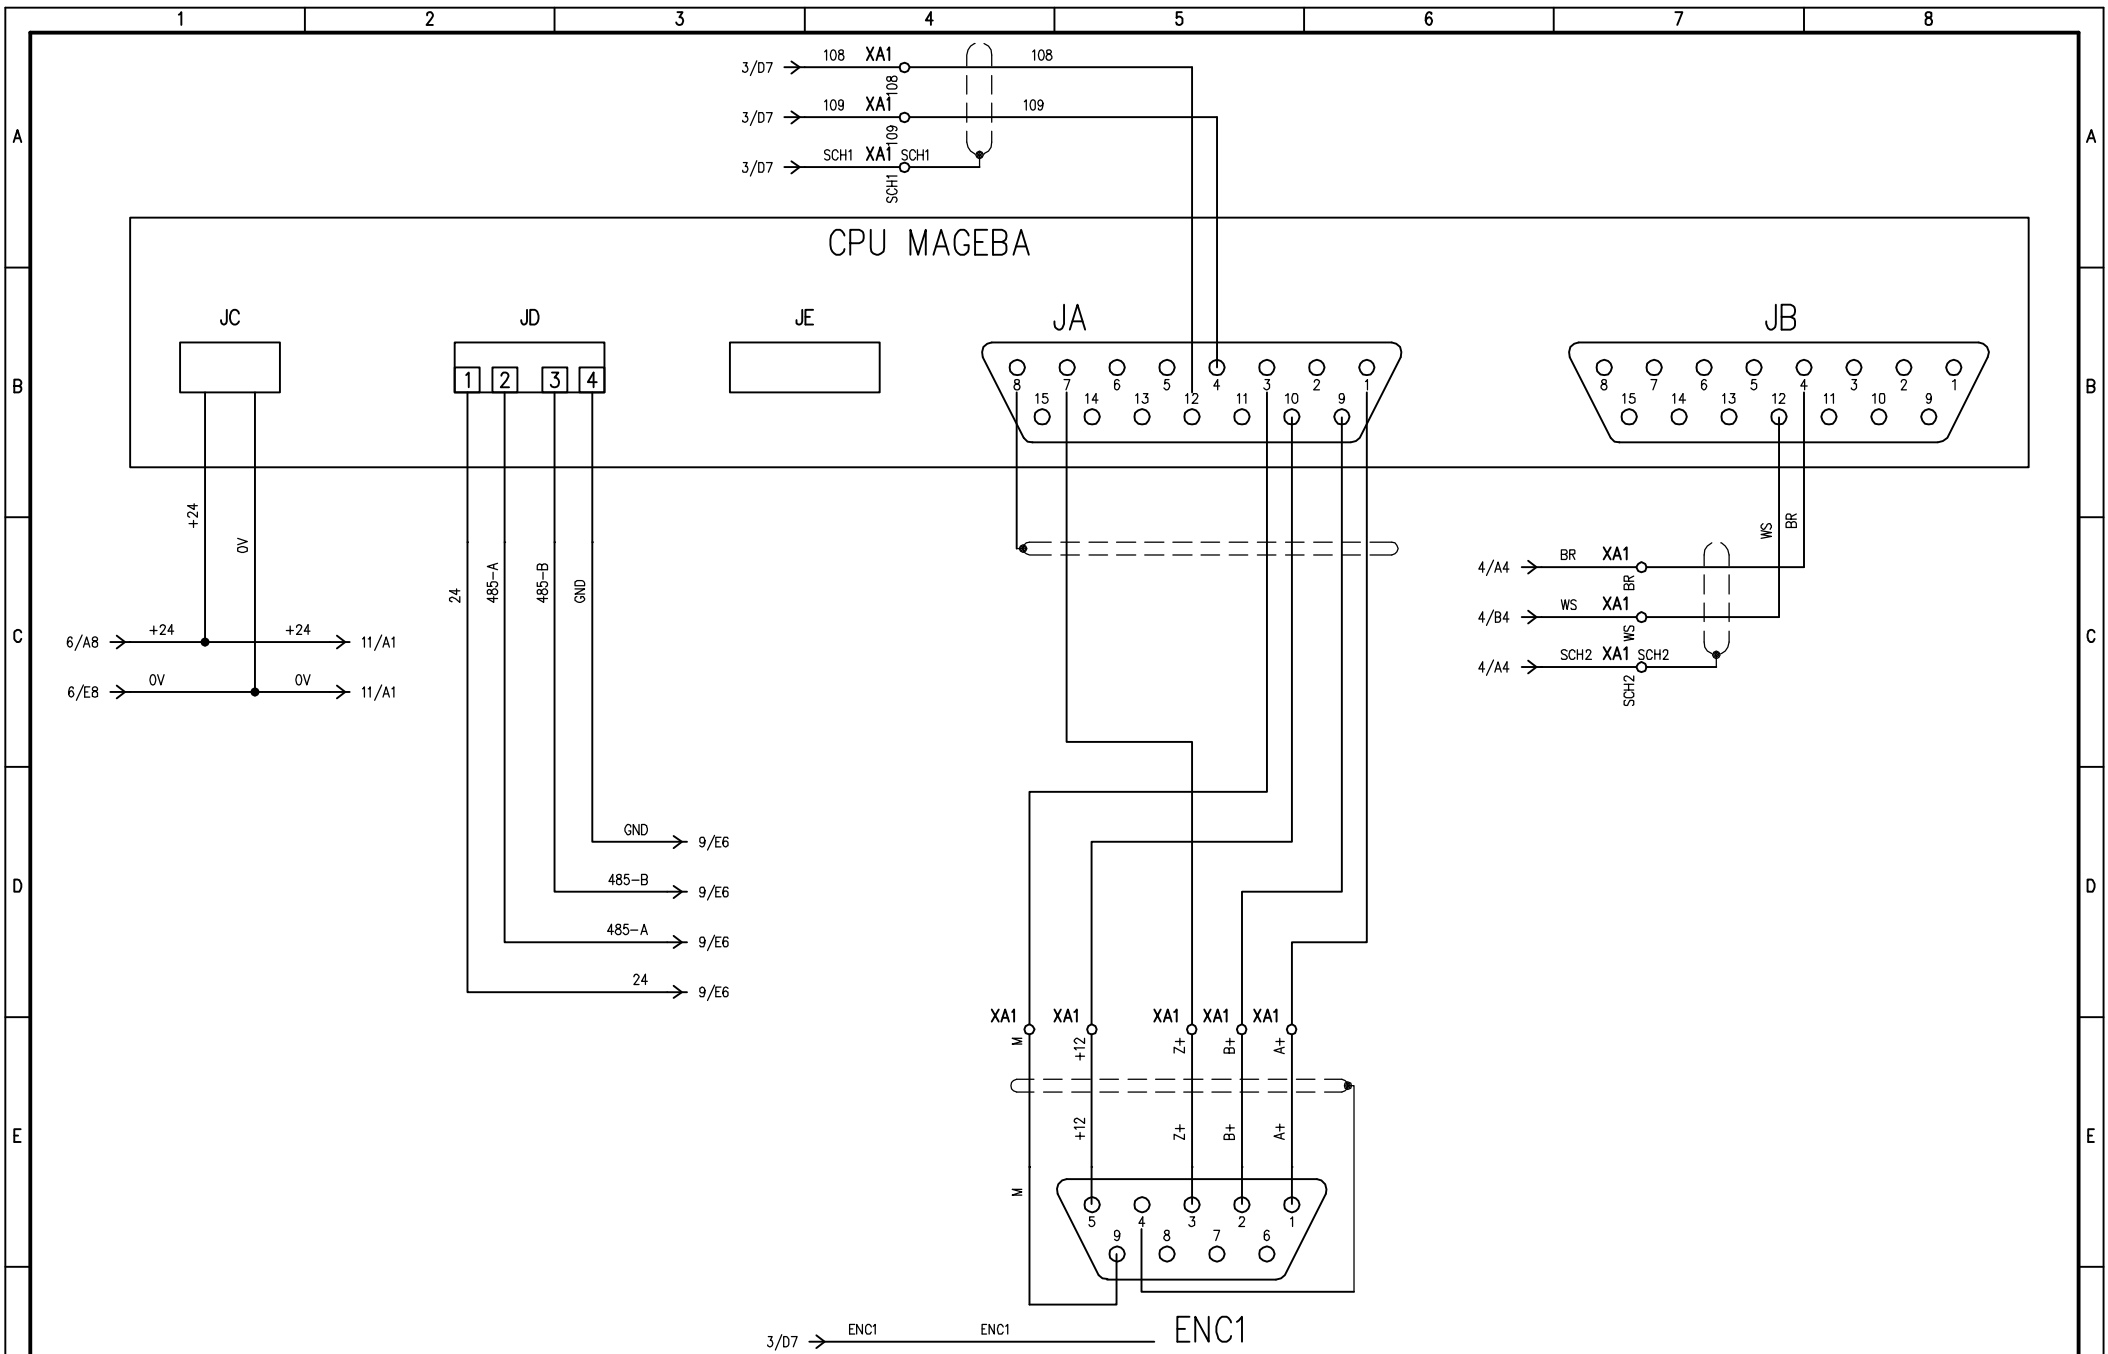 1 2 3 4 5 6 7 8
108 XA1 108
3/D7
108
109 XA1 109
3/D7
109
A A
SCH1 XA1 SCH1
3/D7
SCH1
CPU MAGEBA
JC JD JE JA JB
8 7 6 5 4 3 2 1
8 7 6 5 4 3 2 1
1 2 3 4
B B
15 14 13 12 11 10 9
15 14 13 12 11 10 9
+24
0V
24
485-A
485-B
GND
WS
BR
BR XA1
4/A4
BR
WS XA1
4/B4
WS
C C
+24 +24
6/A8 11/A1
SCH2 XA1 SCH2
4/A4
SCH2
0V 0V
6/E8 11/A1
GND
9/E6
485-B
9/E6
D D
485-A
9/E6
24
9/E6
XA1 XA1 XA1 XA1 XA1
M +12 Z+ B+ A+
+12 Z+ B+ A+
E E
M
5 4 3 2 1
9 8 7 6
ENC1 ENC1
3/D7
ENC1